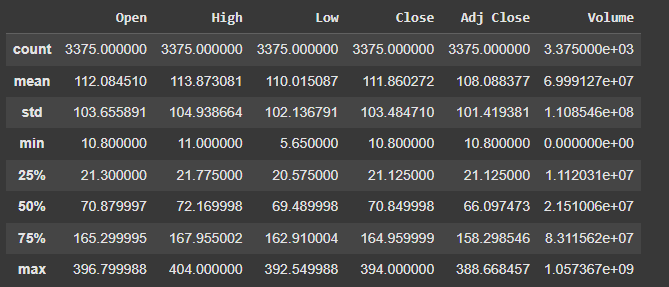 Open High Low Close Adj Close Volume
count 3375.000000 3375.000000 3375.000000 3375.000000 3375.000000 3.375000e+03
mean 112.084510 113.873081 110.015087 111.860272 108.088377 6.999127e+07
std 103.655891 104.938664 102.136791 103.484710 101.419381 1.108546e+08
min 10.800000 11.000000 5.650000 10.800000 10.800000 0.000000e+00
25% 21.300000 21.775000 20.575000 21.125000 21.125000 1.112031e+07
50% 70.879997 72.169998 69.489998 70.849998 66.097473 2.151006e+07
75% 165.299995 167.955002 162.910004 164.959999 158.298546 8.311562e+07
max 396.799988 404.000000 392.549988 394.000000 388.668457 1.057367e+09